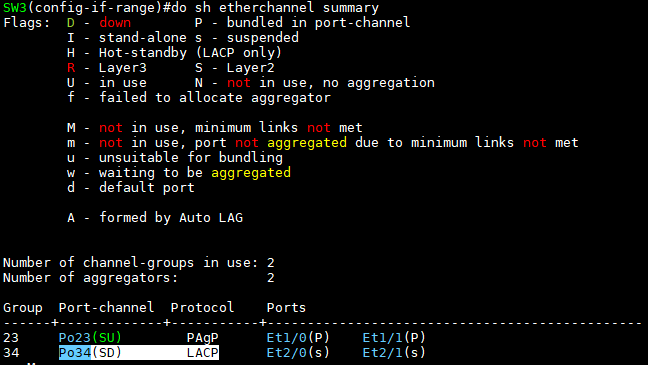 SW3(config-if-range)#do sh etherchannel summary
Flags:  D - down        P - bundled in port-channel
        I - stand-alone s - suspended
        H - Hot-standby (LACP only)
        R - Layer3      S - Layer2
        U - in use      N - not in use, no aggregation
        f - failed to allocate aggregator

        M - not in use, minimum links not met
        m - not in use, port not aggregated due to minimum links not met
        u - unsuitable for bundling
        w - waiting to be aggregated
        d - default port

        A - formed by Auto LAG


Number of channel-groups in use: 2
Number of aggregators:           2

Group  Port-channel  Protocol    Ports
------+-------------+-----------+-----------------------------------------------
23     Po23(SU)        PAgP      Et1/0(P)    Et1/1(P)
34     Po34(SD)        LACP      Et2/0(s)    Et2/1(s)